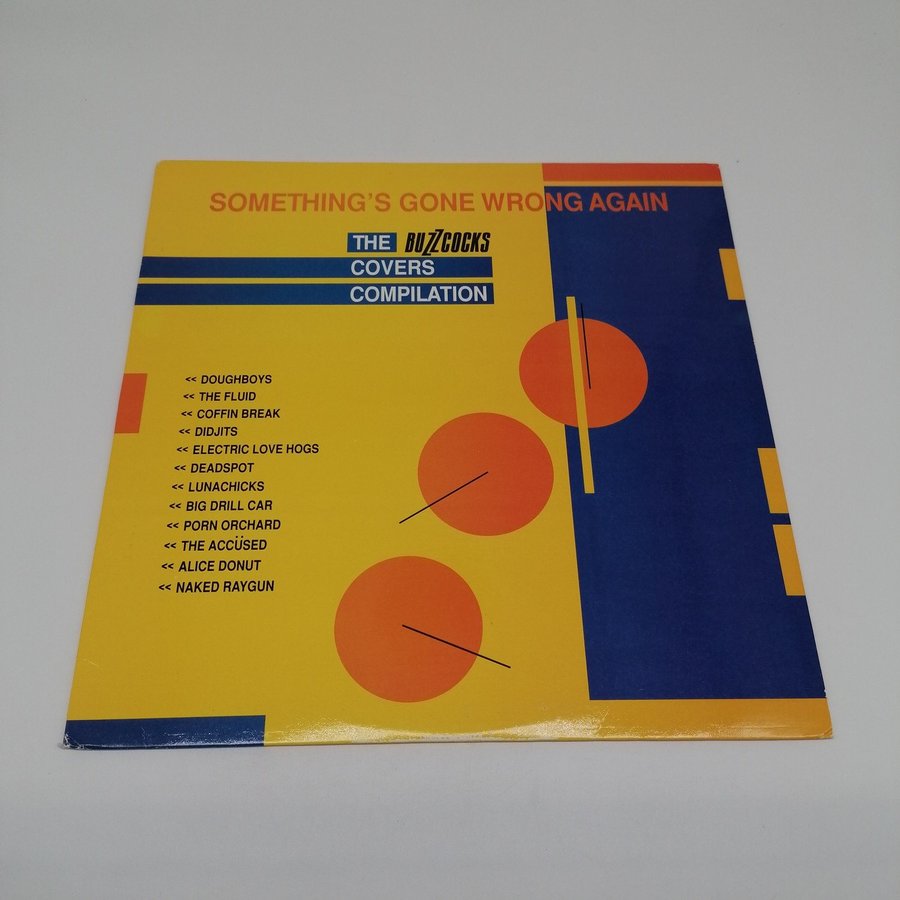 SOMETHING'S GONE WRONG AGAIN
THE BUZZCOCKS
COVERS
COMPILATION
<< DOUGHBOYS
<< THE FLUID
<< COFFIN BREAK
<< DIDJITS
<< ELECTRIC LOVE HOGS
<< DEADSPOT
<< LUNACHICKS
<< BIG DRILL CAR
<< PORN ORCHARD
<< THE ACCÜSED
<< ALICE DONUT
<< NAKED RAYGUN